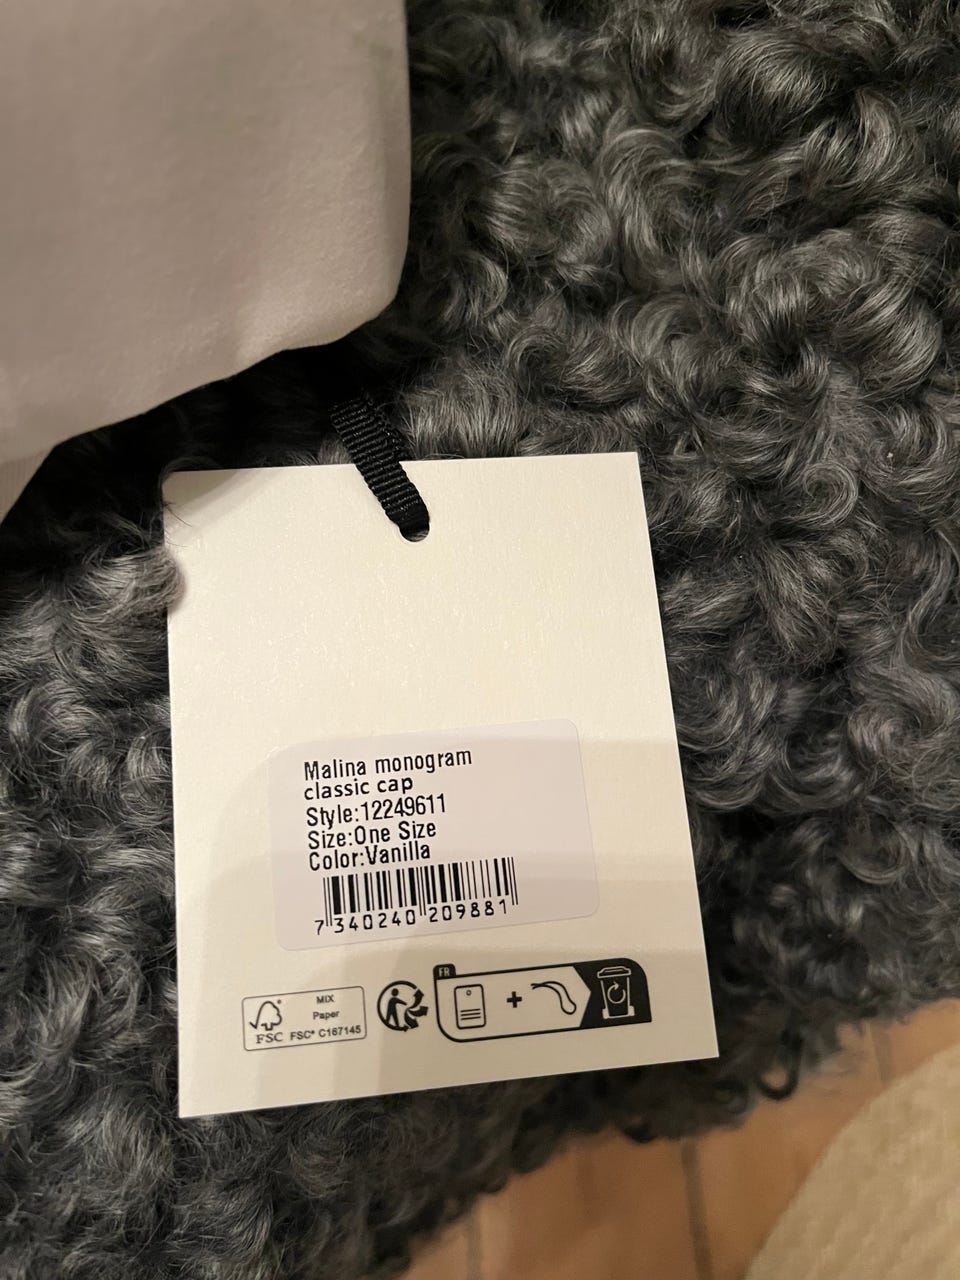 Malina monogram
classic cap
Style:12249611
Size:One Size
Color:Vanilla
7 340240 209881
FSC
MIX
Paper
FSC® C167145
FR
+